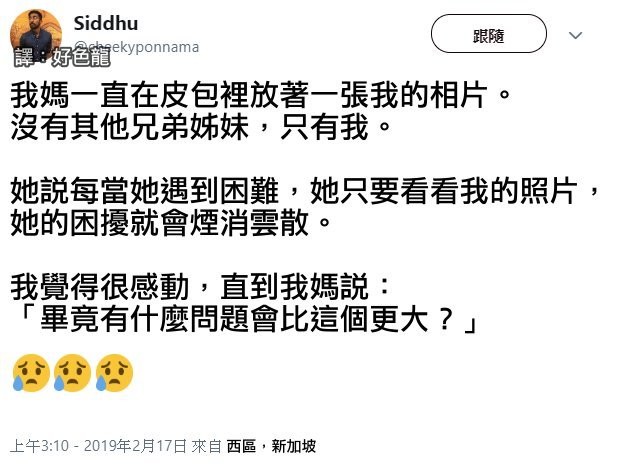 Siddhu
@cheekyponnama
譯：好色龍
跟隨
我媽一直在皮包裡放著一張我的相片。
沒有其他兄弟姊妹，只有我。
她說每當她遇到困難，她只要看看我的照片，
她的困擾就會煙消雲散。
我覺得很感動，直到我媽說：
「畢竟有什麼問題會比這個更大？」
上午3:10 - 2019年2月17日 來自 西區，新加坡